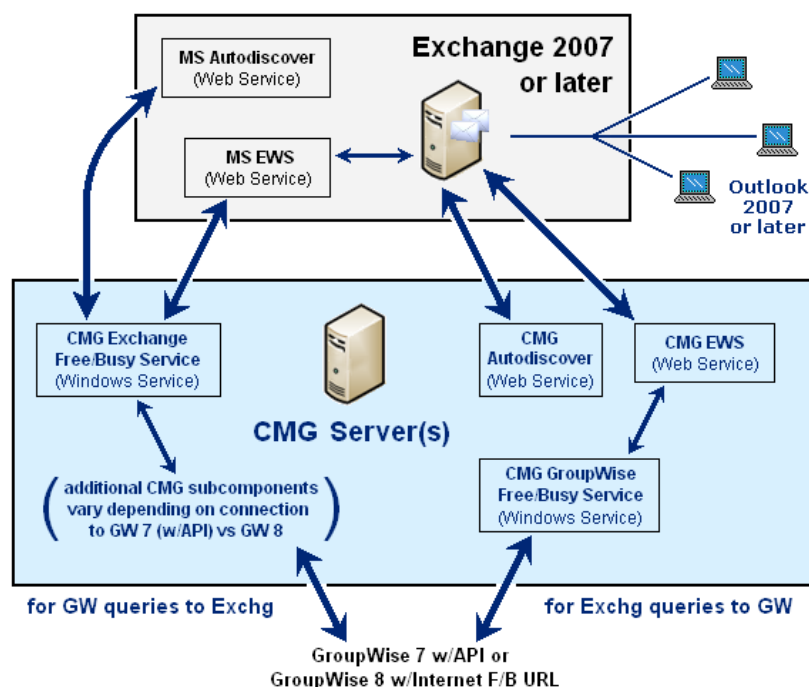 MS Autodiscover
(Web Service)
Exchange 2007
or later
MS EWS
(Web Service)
Outlook
2007
or later
CMG Exchange
Free/Busy Service
(Windows Service)
CMG
Autodiscover
(Web Service)
CMG EWS
(Web Service)
CMG Server(s)
(additional CMG subcomponents
vary depending on connection
to GW 7 (w/API) vs GW 8)
CMG GroupWise
Free/Busy Service
(Windows Service)
for GW queries to Exchg
for Exchg queries to GW
GroupWise 7 w/API or
GroupWise 8 w/Internet F/B URL